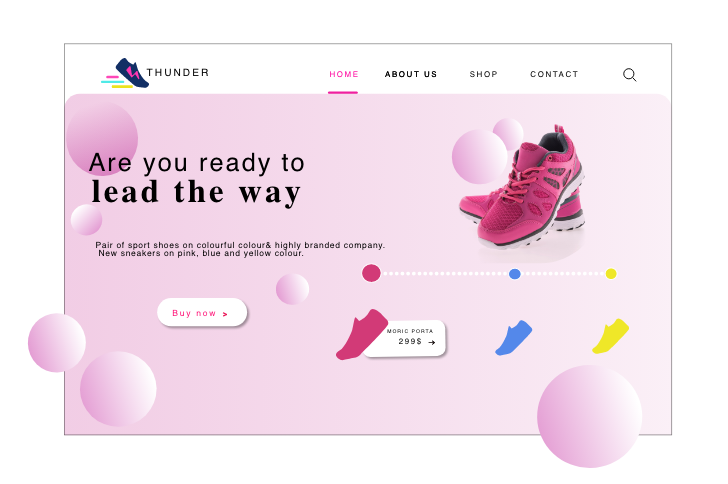 THUNDER
HOME ABOUT US SHOP CONTACT
Are you ready to
lead the way
Pair of sport shoes on colourful colour& highly branded company.
New sneakers on pink, blue and yellow colour.
Buy now >
MORIC PORTA
299$ →